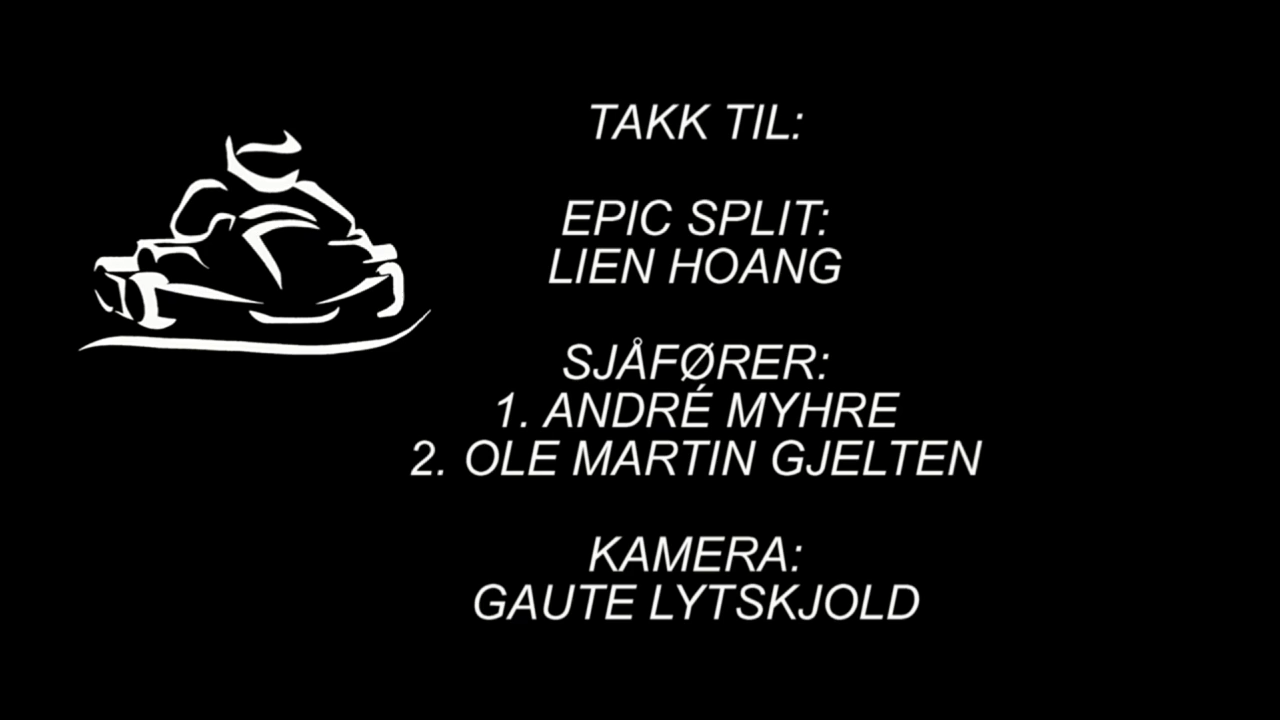 TAKK TIL:
EPIC SPLIT:
LIEN HOANG
SJÅFØRER:
1. ANDRÉ MYHRE
2. OLE MARTIN GJELTEN
KAMERA:
GAUTE LYTSKJOLD